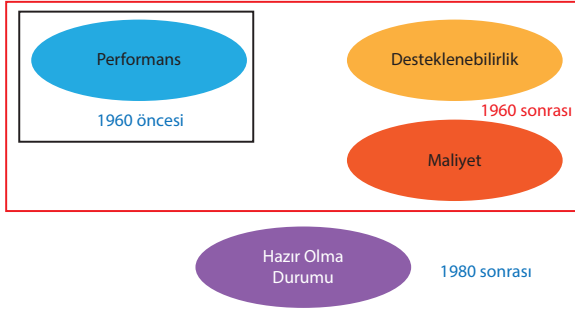 Performans
1960 öncesi
Desteklenebilirlik
1960 sonrası
Maliyet
Hazır Olma
Durumu
1980 sonrası